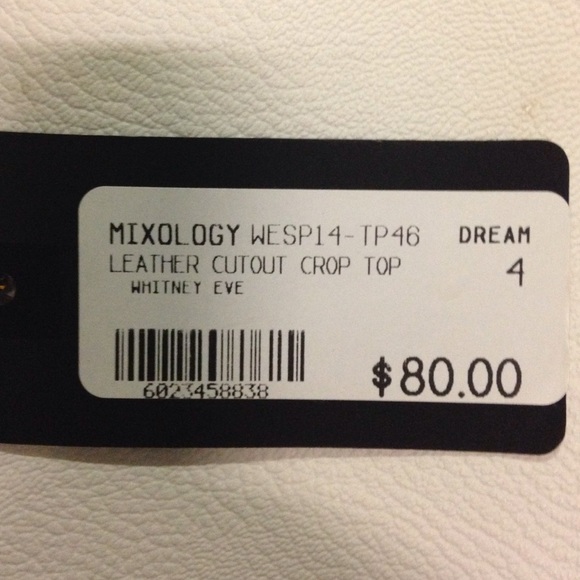 MIXOLOGY WESP14-TP46 DREAM
LEATHER CUTOUT CROP TOP 4
WHITNEY EVE
6023458838
$80.00